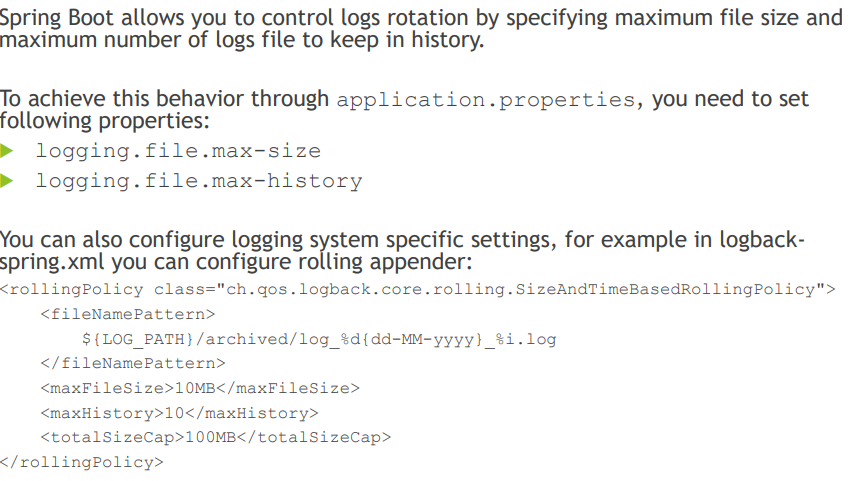 Spring Boot allows you to control logs rotation by specifying maximum file size and
maximum number of logs file to keep in history.
To achieve this behavior through application.properties, you need to set
following properties:
logging.file.max-size
logging.file.max-history
You can also configure logging system specific settings, for example in logback-
spring.xml you can configure rolling appender:
<rollingPolicy class="ch.qos.logback.core.rolling.SizeAndTimeBasedRollingPolicy">
    <fileNamePattern>
        ${LOG_PATH}/archived/log_%d{dd-MM-yyyy}_%i.log
    </fileNamePattern>
    <maxFileSize>10MB</maxFileSize>
    <maxHistory>10</maxHistory>
    <totalSizeCap>100MB</totalSizeCap>
</rollingPolicy>